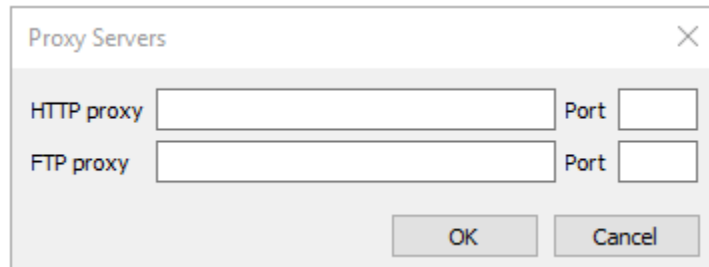 Proxy Servers
HTTP proxy Port
FTP proxy Port
OK Cancel